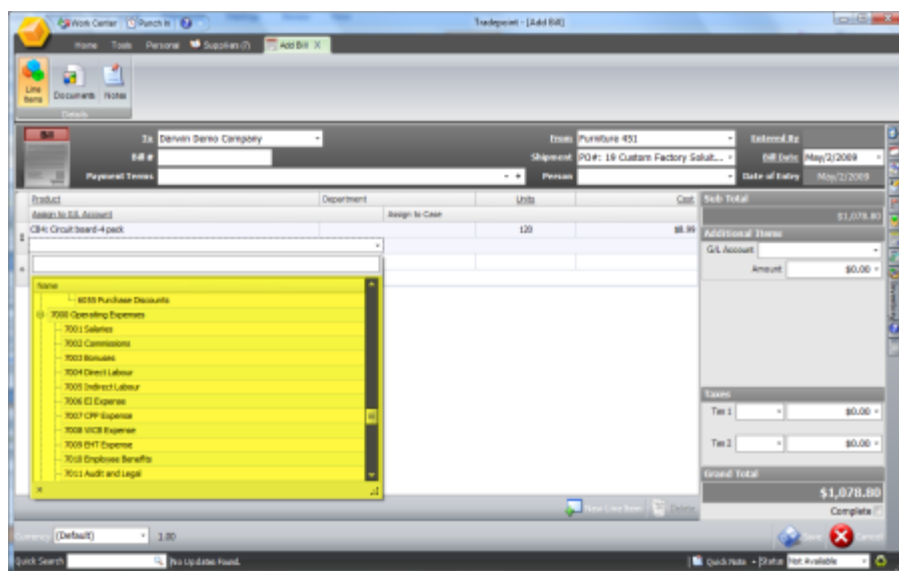 Work Center Punch In
Tradepoint - [Add Bill]
Home Tools Personal Suppliers (7) Add Bill X
Line Items
Documents
Notes
Details
Bill
To Darwin Demo Company
From Furniture 451
Entered By
Bill #
Shipment PO#: 19 Custom Factory Soluit...
Bill Date May/2/2009
Payment Terms
Person
Date of Entry May/2/2009
Product Department Units Cost
Assign to G/L Account Assign to Case
CB4: Circuit board-4 pack 120 $8.99
Sub Total
$1,078.80
Additional Items
G/L Account
Amount $0.00
Name
6055 Purchase Discounts
7000 Operating Expenses
7001 Salaries
7002 Commissions
7003 Bonuses
7004 Direct Labour
7005 Indirect Labour
7006 EI Expense
7007 CPP Expense
7008 WCB Expense
7009 EHT Expense
7010 Employee Benefits
7011 Audit and Legal
Taxes
Tax 1 $0.00
Tax 2 $0.00
Grand Total
$1,078.80
New Line Item Delete
Complete
Currency (Default) 1.00
Save Cancel
Quick Search
No Updates Found.
Quick Note Status Not Available
Inventory